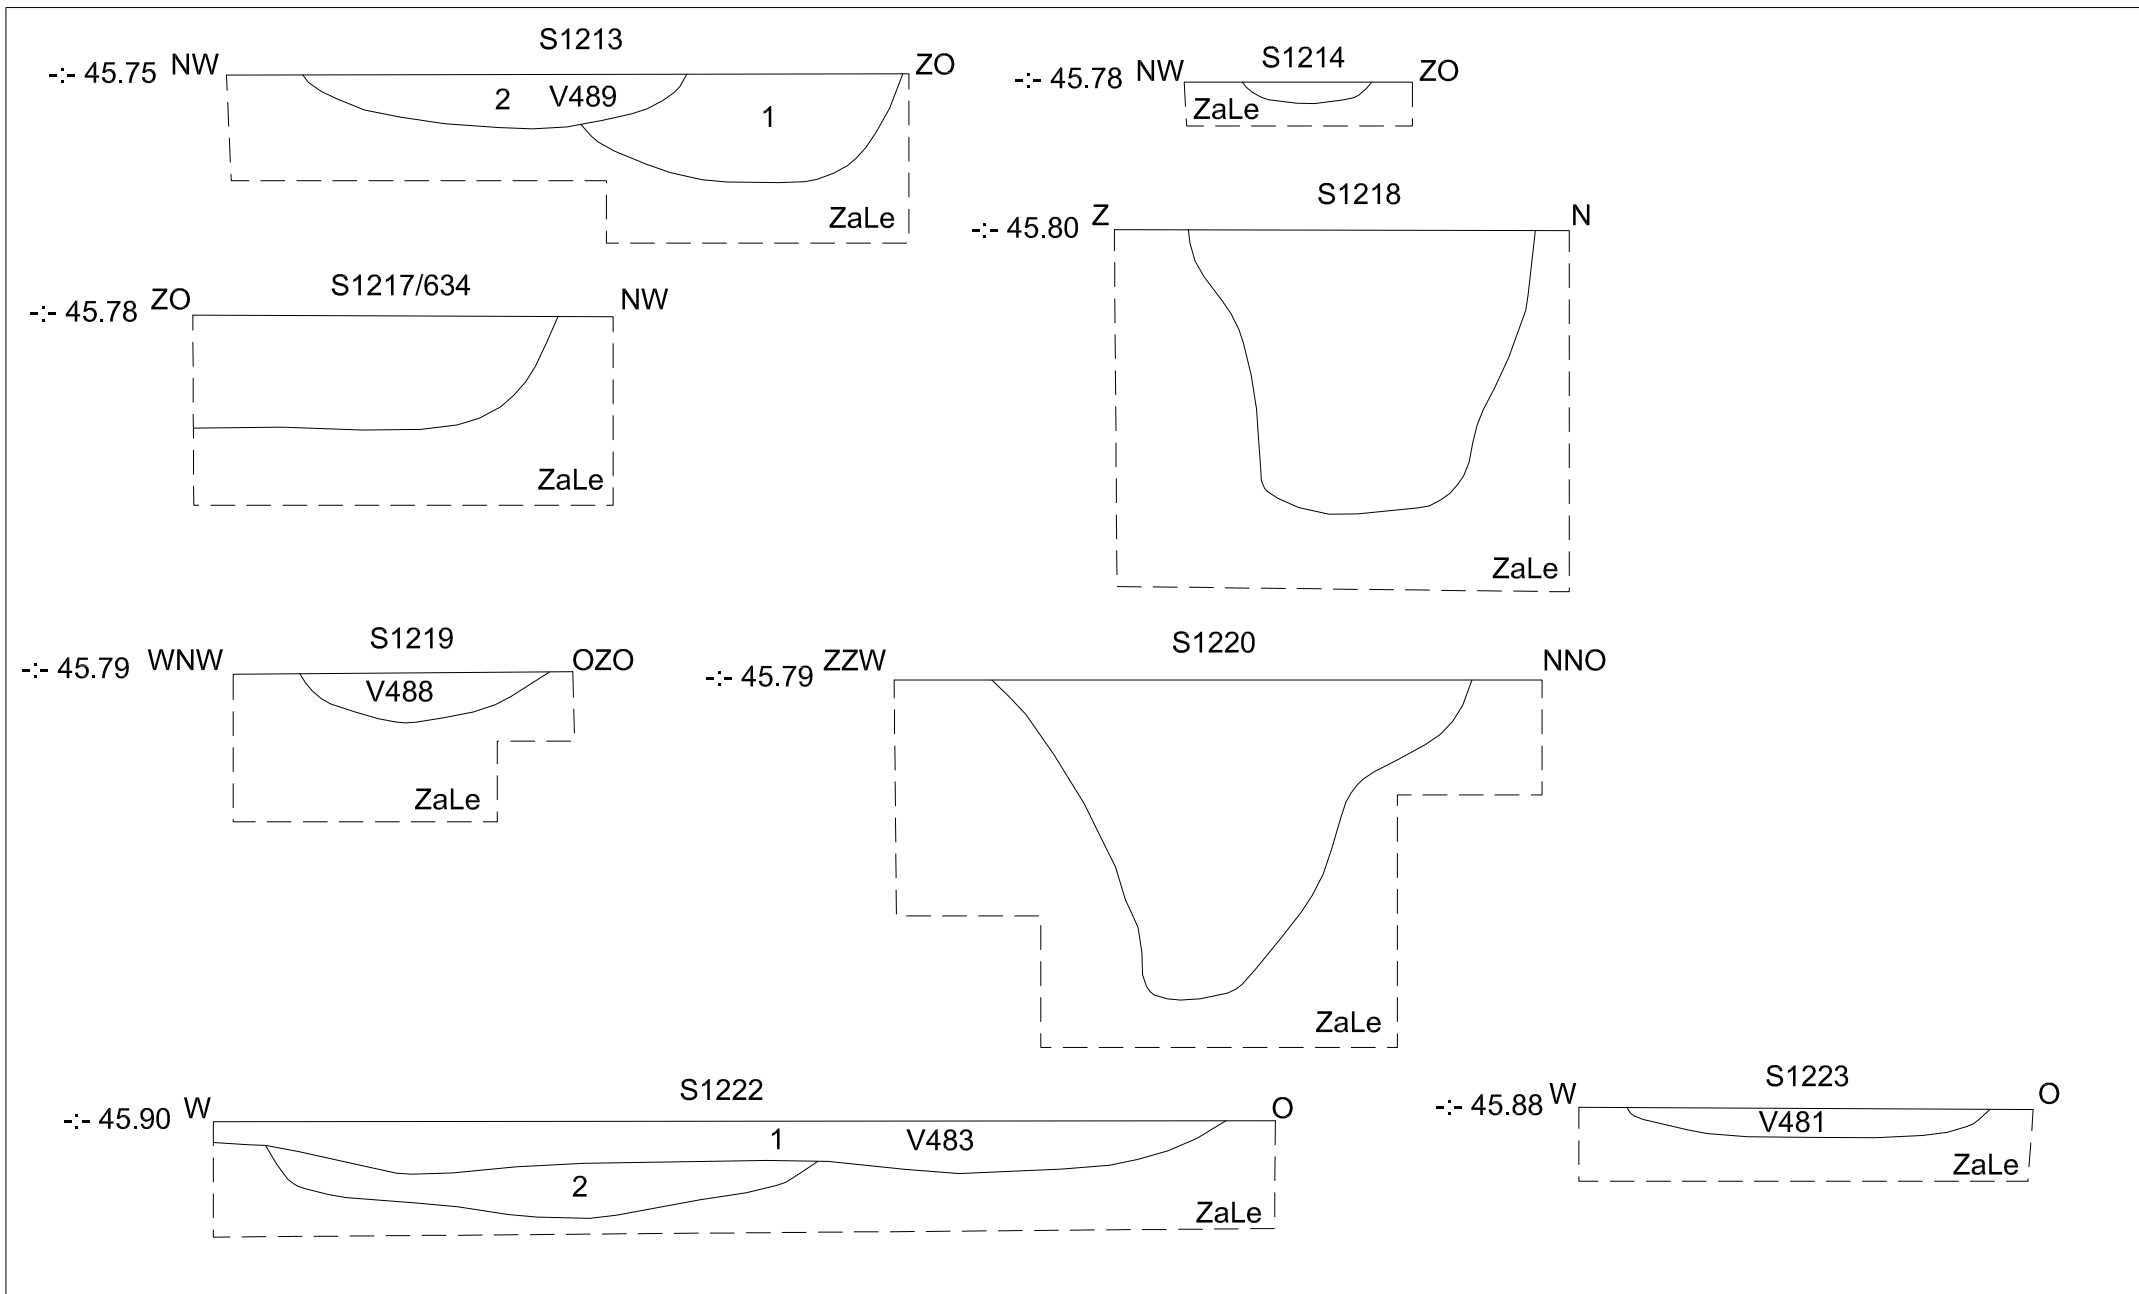 S1213
-:- 45.75 NW ZO
2 V489 1
ZaLe
S1214
-:- 45.78 NW ZO
ZaLe
S1217/634
-:- 45.78 ZO NW
ZaLe
S1218
-:- 45.80 Z N
ZaLe
S1219
-:- 45.79 WNW OZO
V488
ZaLe
S1220
-:- 45.79 ZZW NNO
ZaLe
S1222
-:- 45.90 W O
1 V483
2
ZaLe
S1223
-:- 45.88 W O
V481
ZaLe